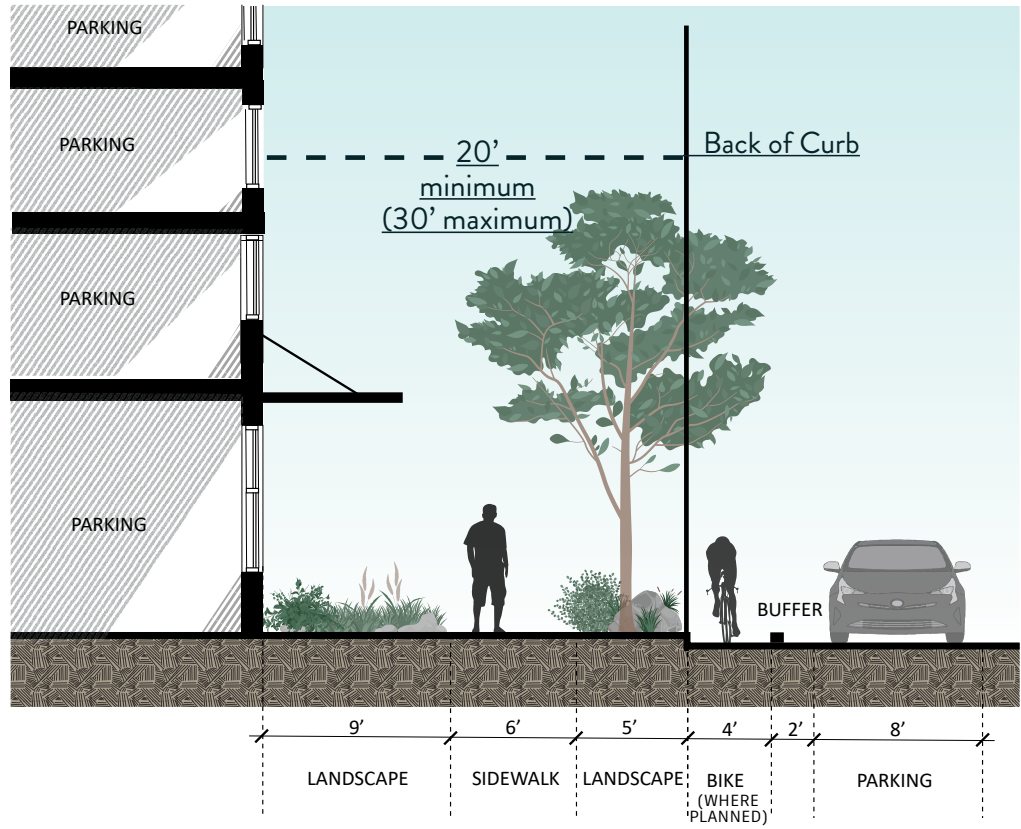 PARKING
PARKING
20’
Back of Curb
minimum
(30’ maximum)
PARKING
PARKING
BUFFER
9’
6’
5’
4’
2’
8’
LANDSCAPE
SIDEWALK
LANDSCAPE
BIKE
(WHERE
PLANNED)
PARKING